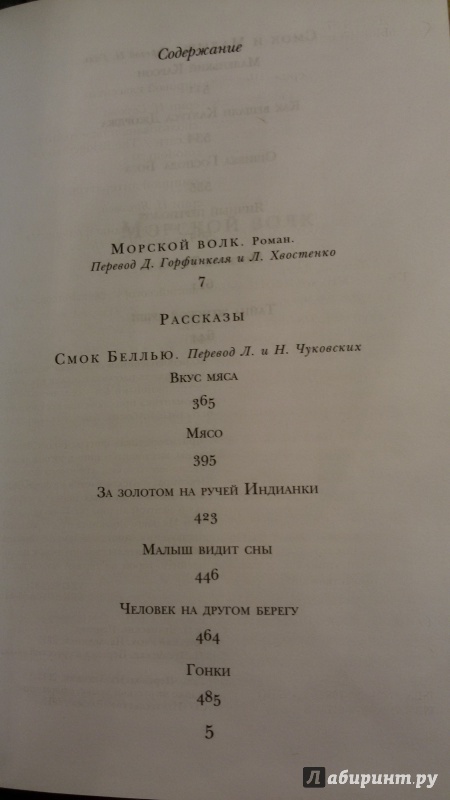 Содержание
Морской волк. Роман.
Перевод Д. Горфинкеля и Л. Хвостенко
7
Рассказы
Смок Беллью. Перевод Л. и Н. Чуковских
Вкус мяса
365
Мясо
395
За золотом на ручей Индианки
423
Малыш видит сны
446
Человек на другом берегу
464
Гонки
485
5
Лабиринт.ру